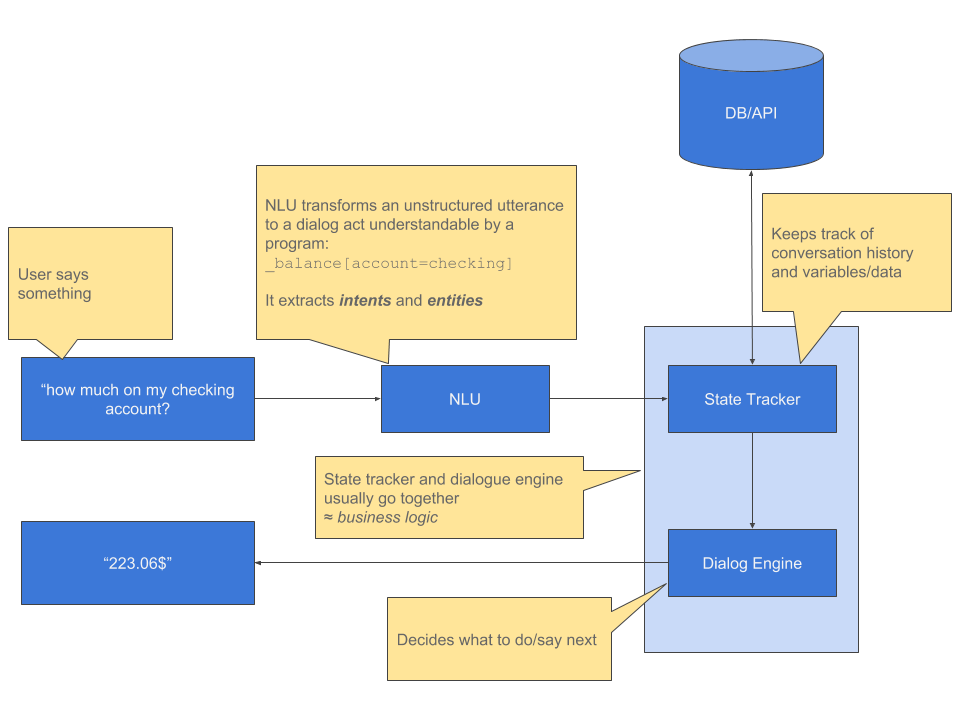 DB/API
NLU transforms an unstructured utterance
to a dialog act understandable by a
program:
_balance[account=checking]
It extracts intents and entities
Keeps track of
conversation history
and variables/data
User says
something
“how much on my checking
account?
NLU
State Tracker
State tracker and dialogue engine
usually go together
≈ business logic
“223.06$”
Dialog Engine
Decides what to do/say next